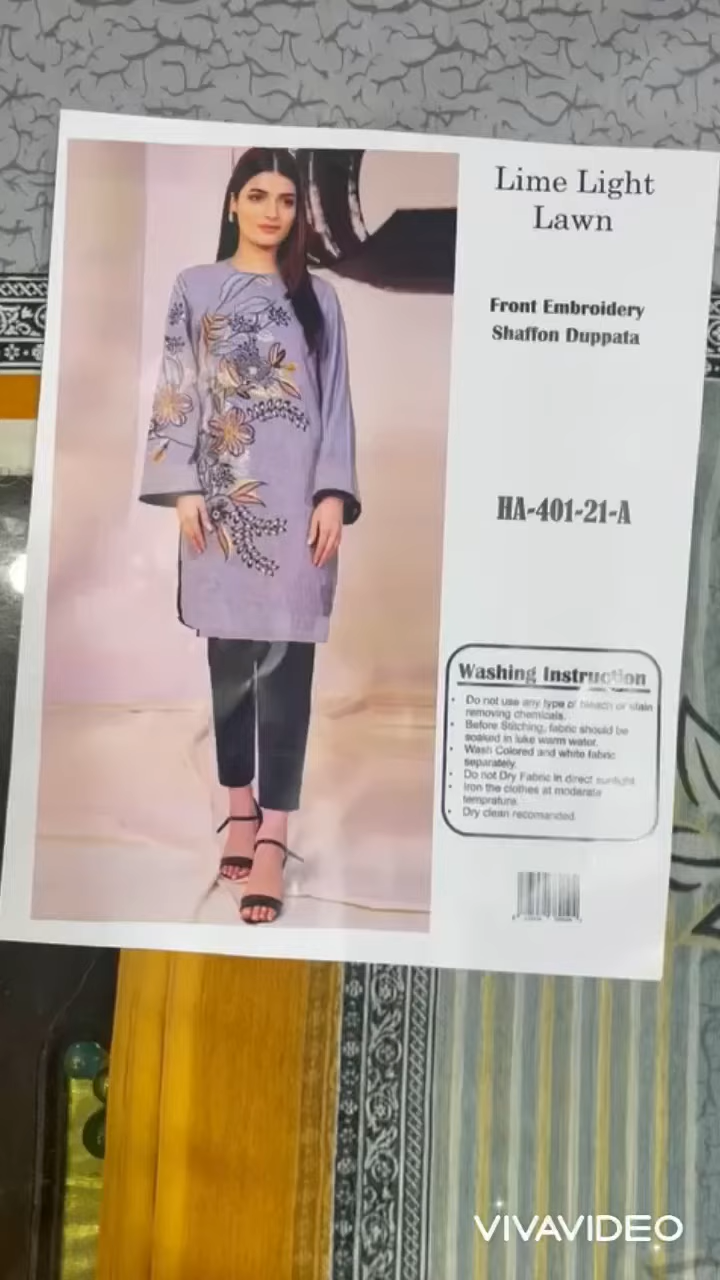 Lime Light
Lawn
Front Embroidery
Shaffon Duppata
HA-401-21-A
Washing Instruction
• Do not use any type of bleach or stain
removing chemicals.
• Before Stitching, fabric should be
soaked in luke warm water.
• Wash Colored and white fabric
separately.
• Do not Dry Fabric in direct sunlight.
• Iron the clothes at moderate
temprature.
• Dry clean recomanded.
VIVAVIDEO